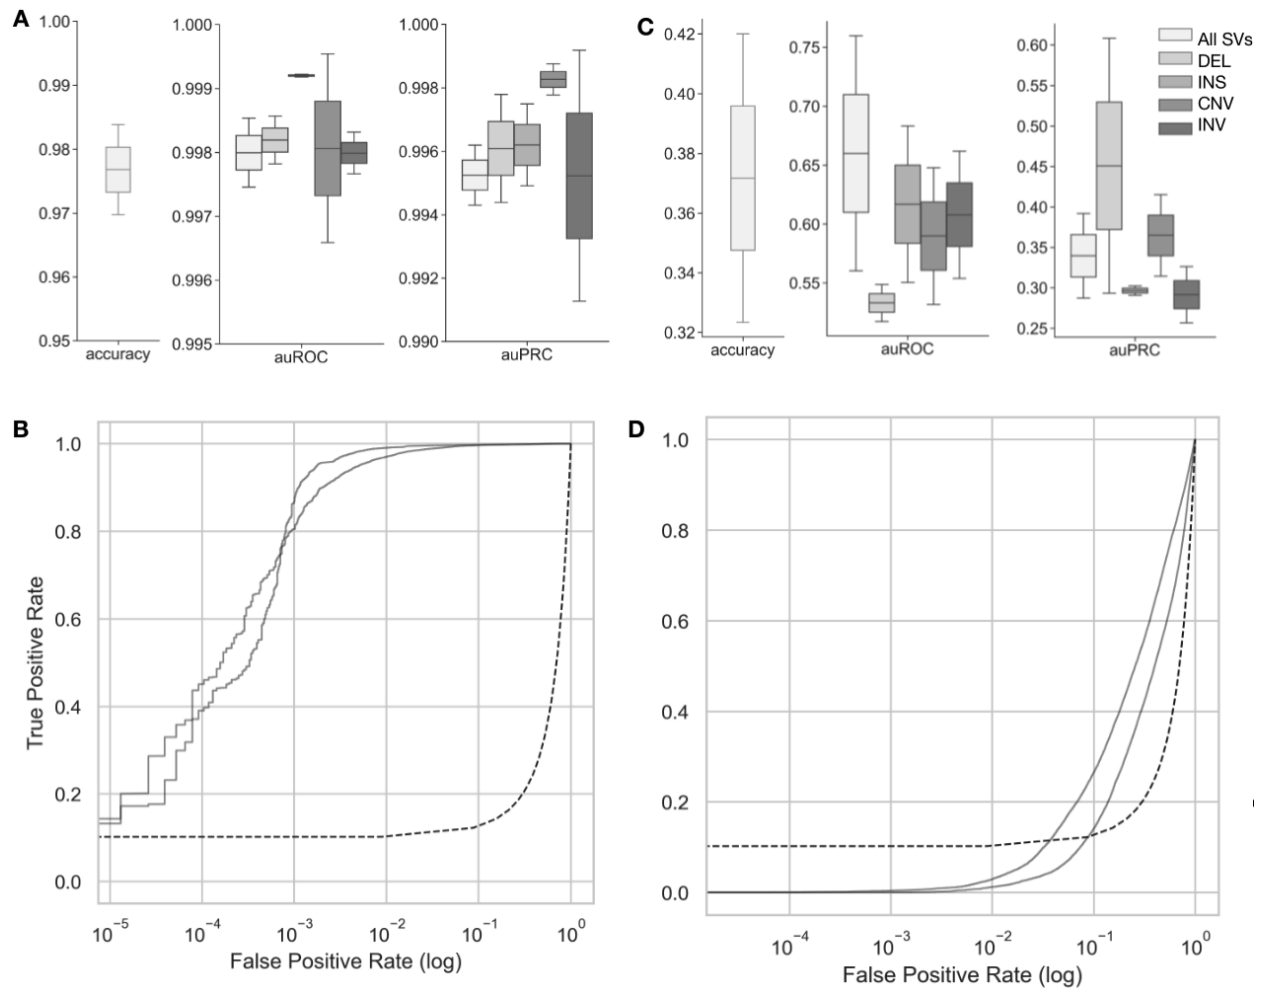 A
1.00
0.99
0.98
0.97
0.96
0.95
accuracy
1.000
0.999
0.998
0.997
0.996
0.995
auROC
1.000
0.998
0.996
0.994
0.992
0.990
auPRC
C
0.42
0.40
0.38
0.36
0.34
0.32
accuracy
0.75
0.70
0.65
0.60
0.55
auROC
0.60
0.55
0.50
0.45
0.40
0.35
0.30
0.25
auPRC
All SVs
DEL
INS
CNV
INV
B
True Positive Rate
1.0
0.8
0.6
0.4
0.2
0.0
10⁻⁵ 10⁻⁴ 10⁻³ 10⁻² 10⁻¹ 10⁰
False Positive Rate (log)
D
1.0
0.8
0.6
0.4
0.2
0.0
10⁻⁴ 10⁻³ 10⁻² 10⁻¹ 10⁰
False Positive Rate (log)